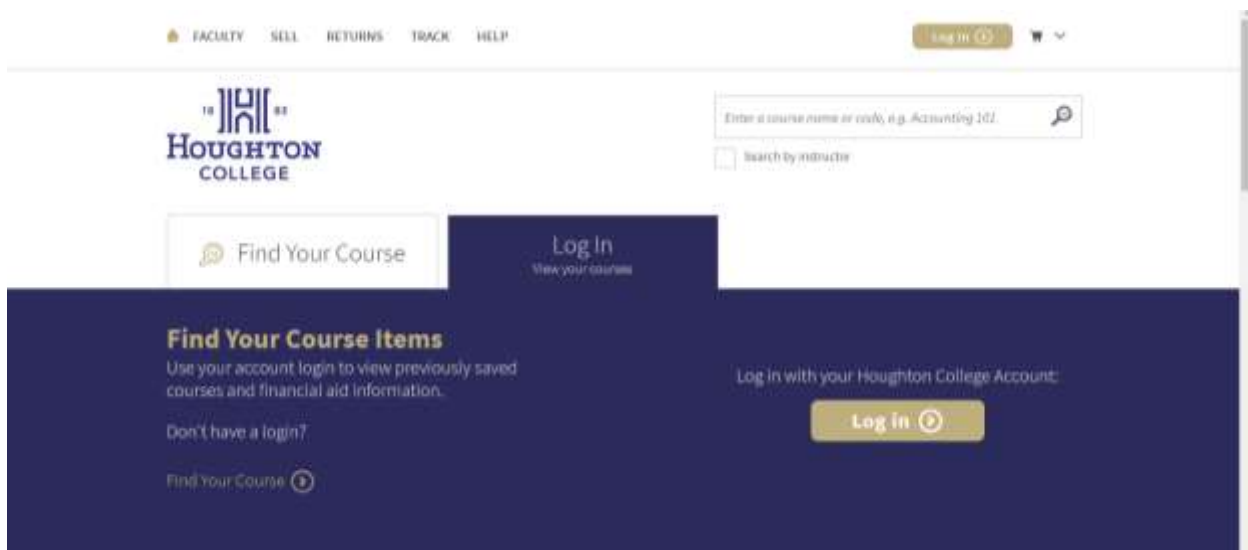 FACULTY SELL RETURNS TRACK HELP
Log In
18 83
HOUGHTON
COLLEGE
Enter a course name or code, e.g. Accounting 101
Search by instructor
Find Your Course
Log In
View your courses
Find Your Course Items
Use your account login to view previously saved
courses and financial aid information.
Don't have a login?
Find Your Course
Log in with your Houghton College Account:
Log in